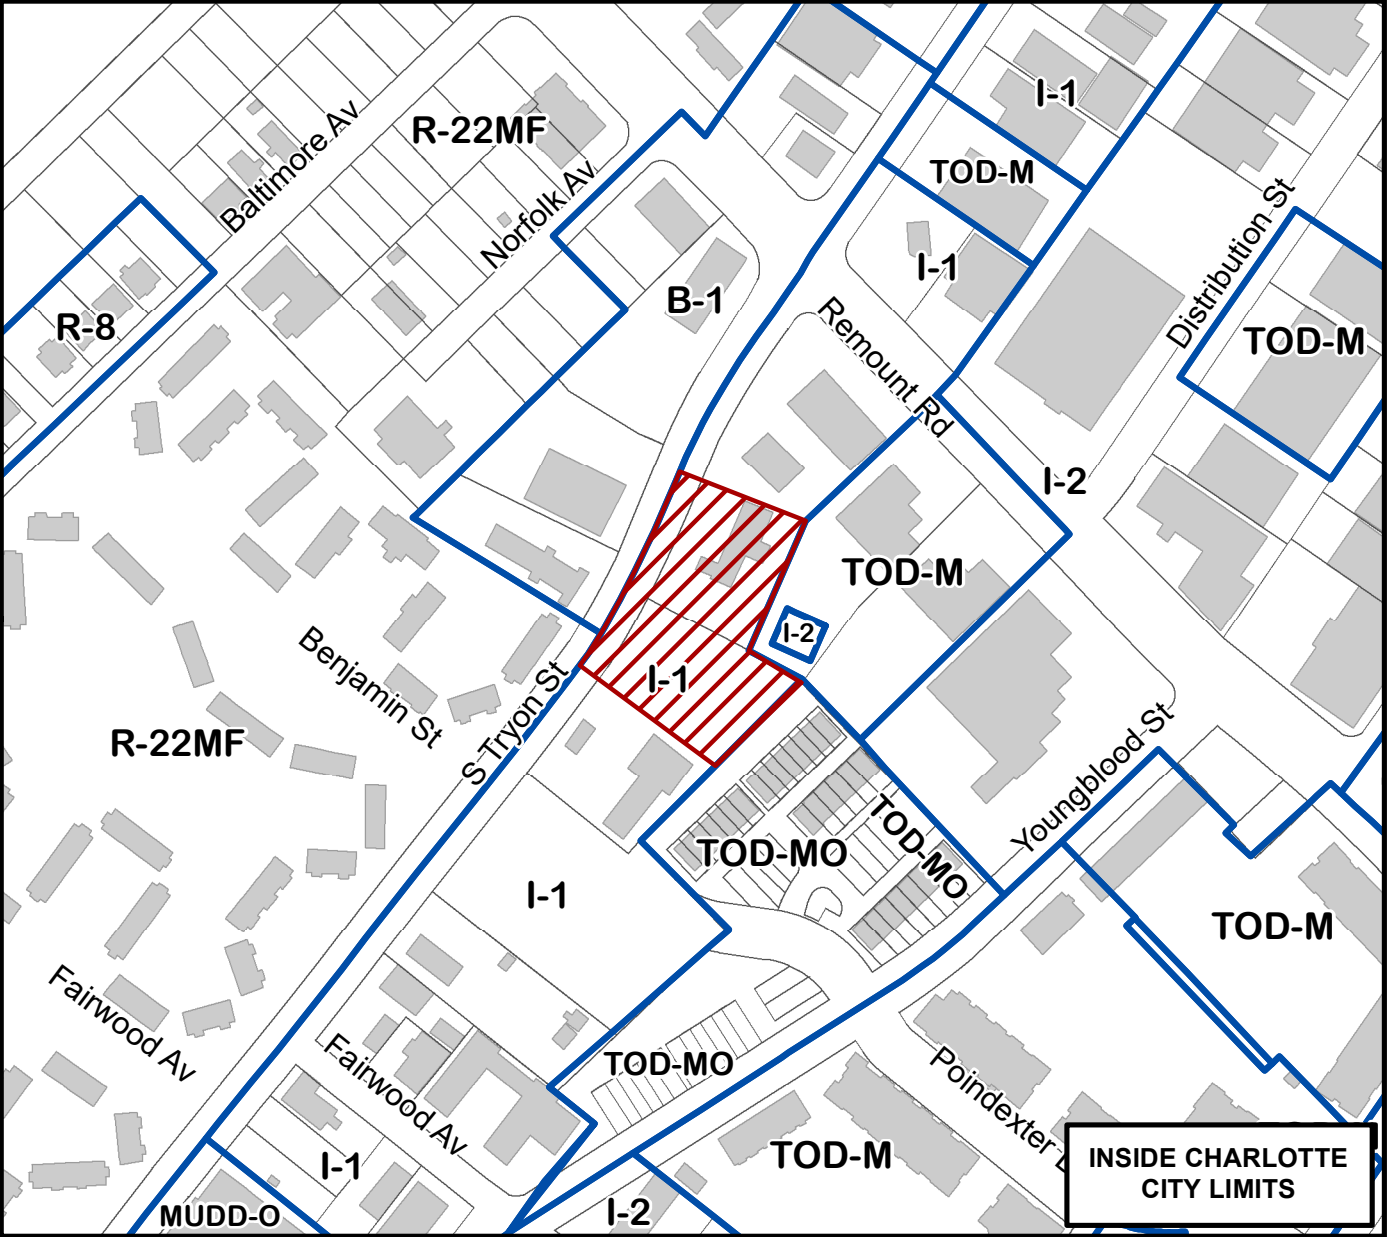 I-1
R-22MF
Baltimore Av
TOD-M
Norfolk Av
Distribution St
I-1
B-1
R-8
Remount Rd
TOD-M
I-2
TOD-M
I-2
Benjamin St
I-1
S Tryon St
R-22MF
Youngblood St
TOD-MO
TOD-MO
I-1
TOD-M
Fairwood Av
TOD-MO
Fairwood Av
Poindexter
TOD-M
I-1
INSIDE CHARLOTTE
CITY LIMITS
MUDD-O
I-2